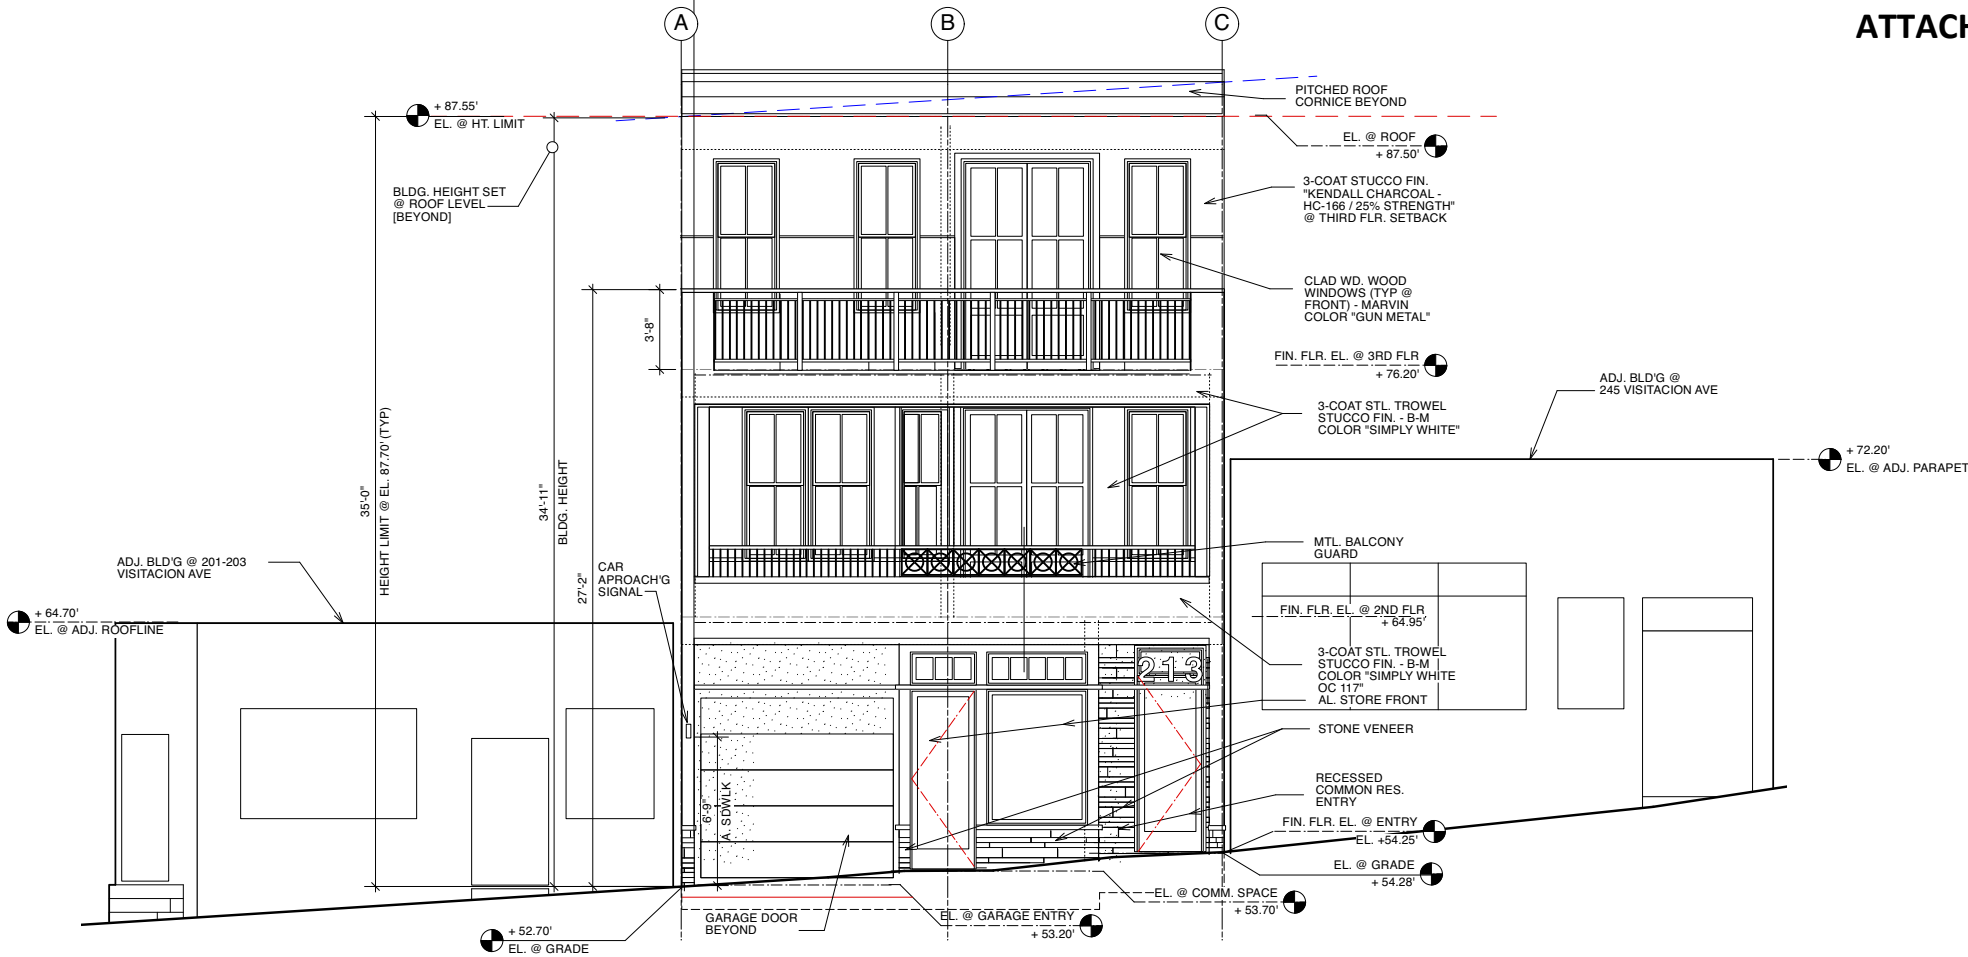 ATTACH
A
B
C
+ 87.55'
EL. @ HT. LIMIT
PITCHED ROOF
CORNICE BEYOND
EL. @ ROOF
+ 87.50'
BLDG. HEIGHT SET
@ ROOF LEVEL
[BEYOND]
3-COAT STUCCO FIN.
"KENDALL CHARCOAL -
HC-166 / 25% STRENGTH"
@ THIRD FLR. SETBACK
CLAD WD. WOOD
WINDOWS (TYP @
FRONT) - MARVIN
COLOR "GUN METAL"
3'-8"
FIN. FLR. EL. @ 3RD FLR
+ 76.20'
ADJ. BLD'G @
245 VISITACION AVE
3-COAT STL. TROWEL
STUCCO FIN. - B-M
COLOR "SIMPLY WHITE"
+ 72.20'
EL. @ ADJ. PARAPET
35'-0"
HEIGHT LIMIT @ EL. 87.70' (TYP)
34'-11"
BLDG. HEIGHT
27'-2"
MTL. BALCONY
GUARD
ADJ. BLD'G @ 201-203
VISITACION AVE
CAR
APROACH'G
SIGNAL
+ 64.70'
EL. @ ADJ. ROOFLINE
FIN. FLR. EL. @ 2ND FLR
+ 64.95'
3-COAT STL. TROWEL
STUCCO FIN. - B-M
COLOR "SIMPLY WHITE
OC 117"
AL. STORE FRONT
213
STONE VENEER
6'-9"
A. SDWLK
RECESSED
COMMON RES.
ENTRY
FIN. FLR. EL. @ ENTRY
EL. +54.25'
EL. @ GRADE
+ 54.28'
EL. @ COMM. SPACE
+ 53.70'
GARAGE DOOR
BEYOND
EL. @ GARAGE ENTRY
+ 53.20'
+ 52.70'
EL. @ GRADE